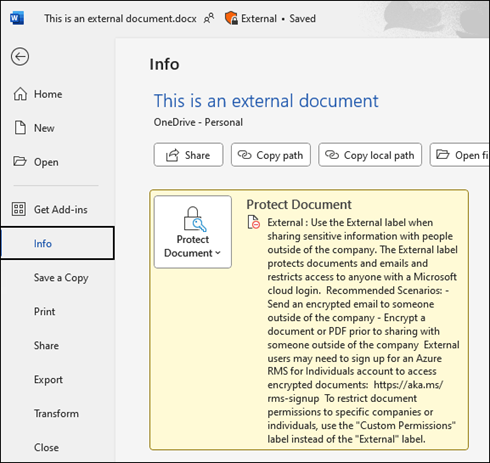 W
This is an external document.docx External • Saved
Info
Home
New
Open
Get Add-ins
Info
Save a Copy
Print
Share
Export
Transform
Close
This is an external document
OneDrive - Personal
Share Copy path Copy local path Open fi
Protect
Document
Protect Document
External : Use the External label when
sharing sensitive information with people
outside of the company. The External label
protects documents and emails and
restricts access to anyone with a Microsoft
cloud login.  Recommended Scenarios: -
Send an encrypted email to someone
outside of the company - Encrypt a
document or PDF prior to sharing with
someone outside of the company  External
users may need to sign up for an Azure
RMS for Individuals account to access
encrypted documents:  https://aka.ms/
rms-signup  To restrict document
permissions to specific companies or
individuals, use the "Custom Permissions"
label instead of the "External" label.